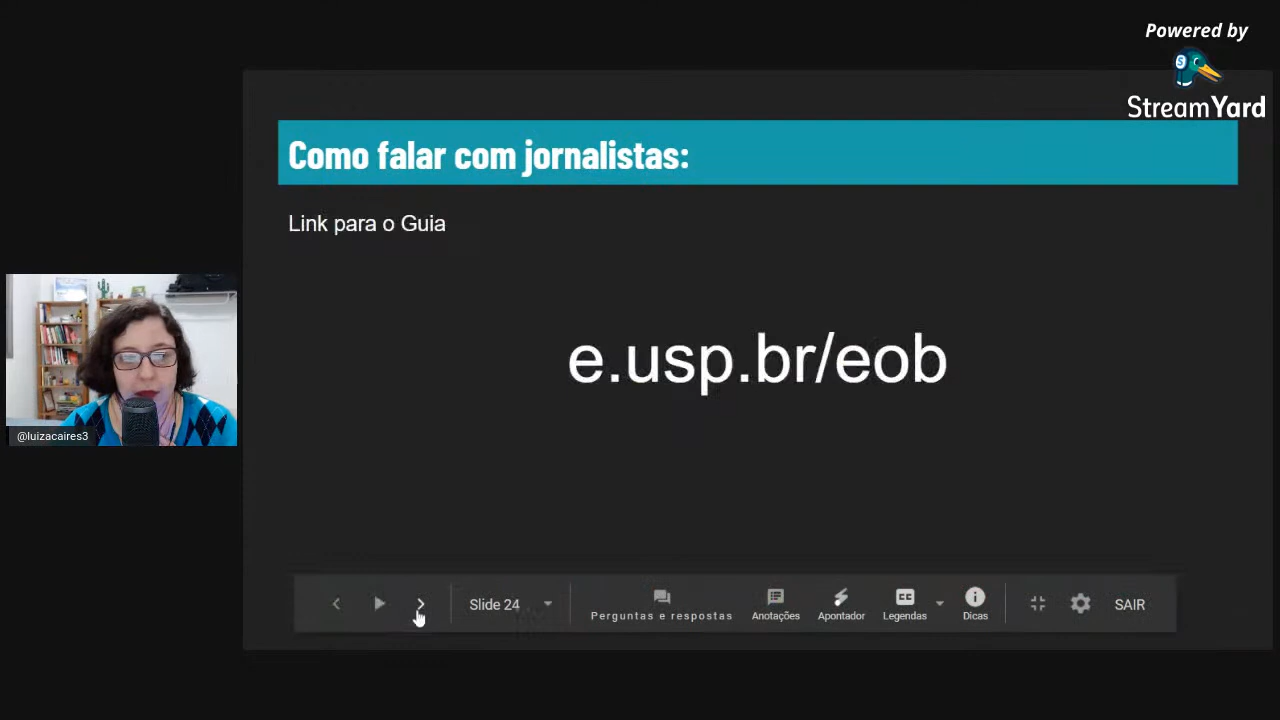 Powered by
StreamYard
Como falar com jornalistas:
Link para o Guia
e.usp.br/eob
@luizacaires3
Slide 24
Perguntas e respostas
Anotações
Apontador
Legendas
Dicas
SAIR